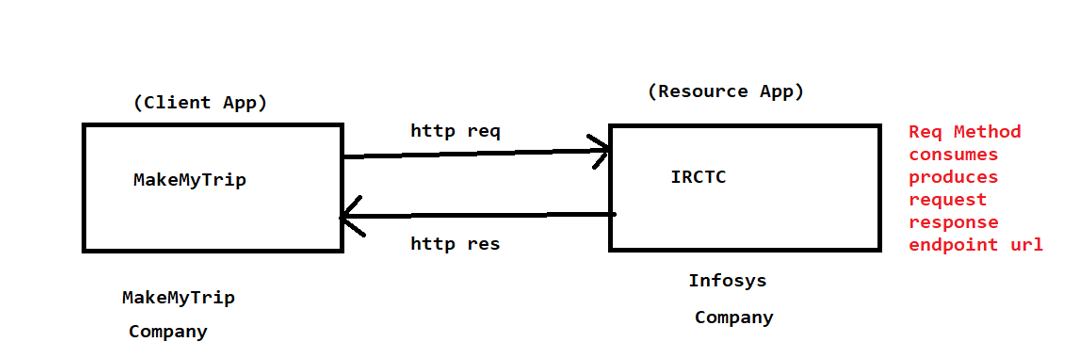 (Client App)
(Resource App)
http req
MakeMyTrip
IRCTC
http res
Req Method
consumes
produces
request
response
endpoint url
MakeMyTrip
Company
Infosys
Company